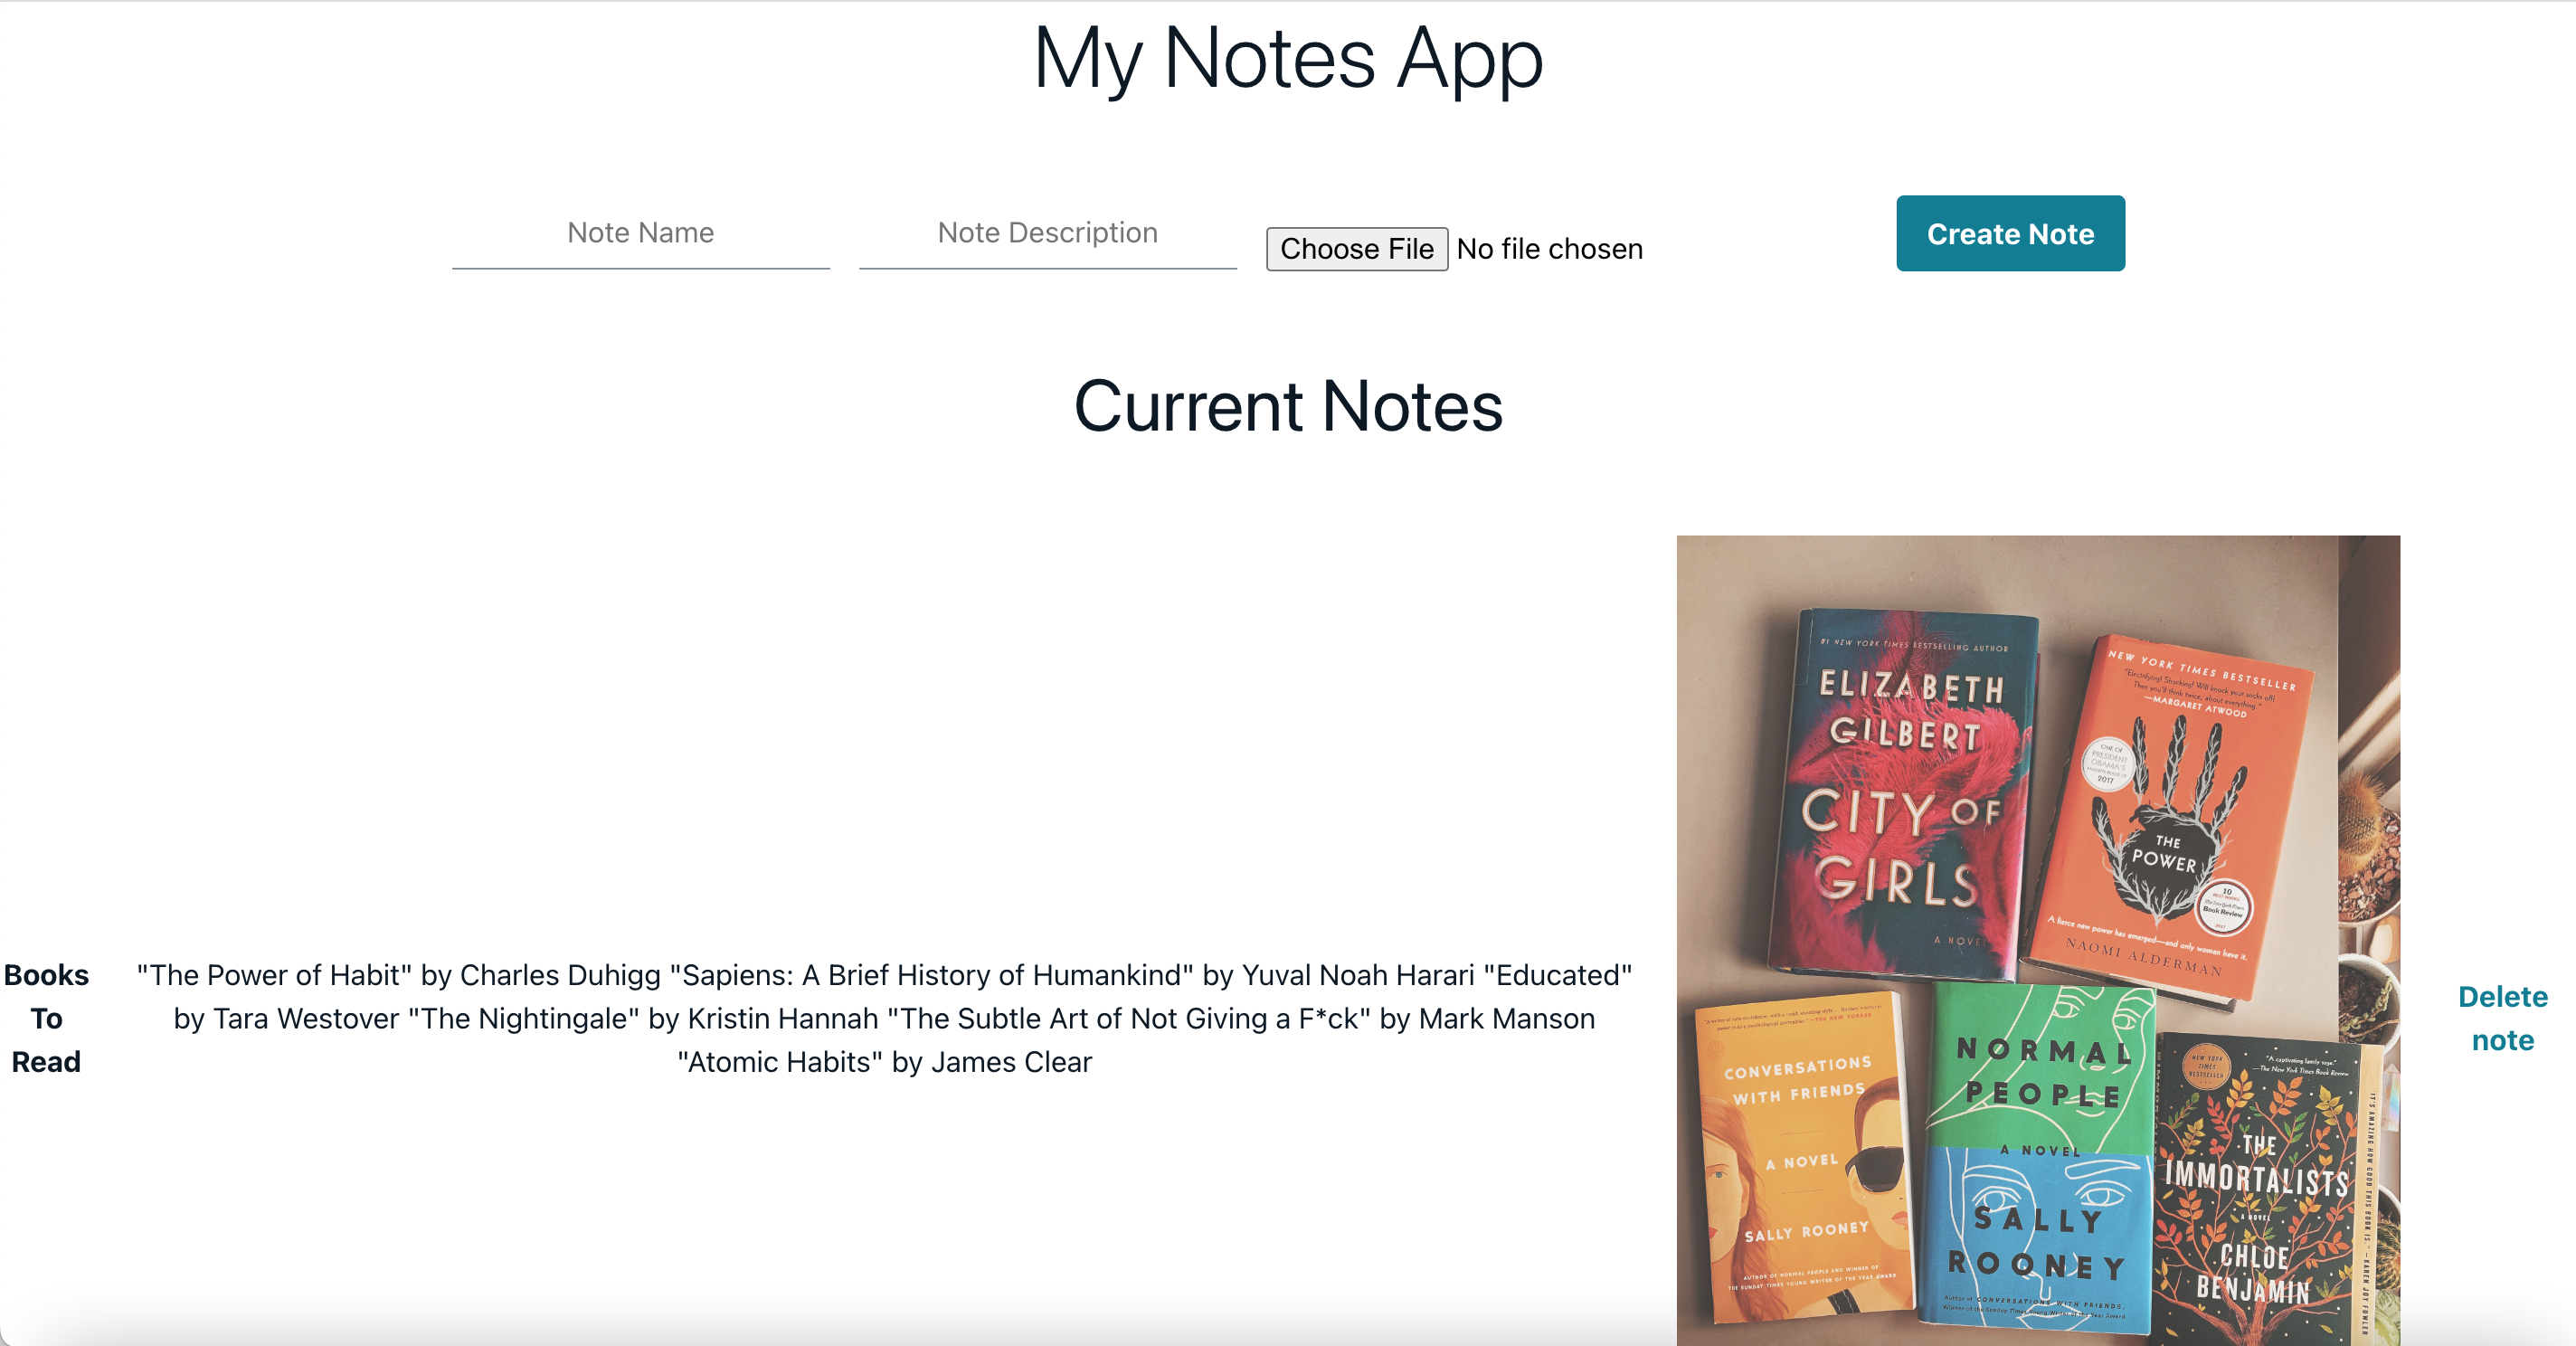 My Notes App
Note Name
Note Description
Choose File No file chosen
Create Note
Current Notes
Books
To
Read
"The Power of Habit" by Charles Duhigg "Sapiens: A Brief History of Humankind" by Yuval Noah Harari "Educated"
by Tara Westover "The Nightingale" by Kristin Hannah "The Subtle Art of Not Giving a F*ck" by Mark Manson
"Atomic Habits" by James Clear
#1 NEW YORK TIMES BESTSELLING AUTHOR
ELIZABETH
GILBERT
CITY OF
GIRLS
A NOVEL
NEW YORK TIMES BESTSELLER
"Electrifying! Shocking! Will knock your socks off!
Then you'll think twice, about everything."
—MARGARET ATWOOD
ONE OF
PRESIDENT
OBAMA'S
FAVORITE READS OF
2017
THE
POWER
10
BEST BOOKS
The New York Times
Book Review
2017
A fierce new power has emerged—and only women have it.
NAOMI ALDERMAN
CONVERSATIONS
WITH FRIENDS
A NOVEL
SALLY ROONEY
AUTHOR OF NORMAL PEOPLE AND WINNER OF
THE SUNDAY TIMES YOUNG WRITER OF THE YEAR AWARD
NORMAL
PEOPLE
A NOVEL
SALLY
ROONEY
Author of CONVERSATIONS WITH FRIENDS,
Winner of the Sunday Times Young Writer of the Year Award
NEW YORK
TIMES
BESTSELLER
"A captivating family saga."
—The New York Times Book Review
THE
IMMORTALISTS
A NOVEL
CHLOE
BENJAMIN
IT'S AMAZING HOW GOOD THIS BOOK IS." —KAREN JOY FOWLER
Delete
note